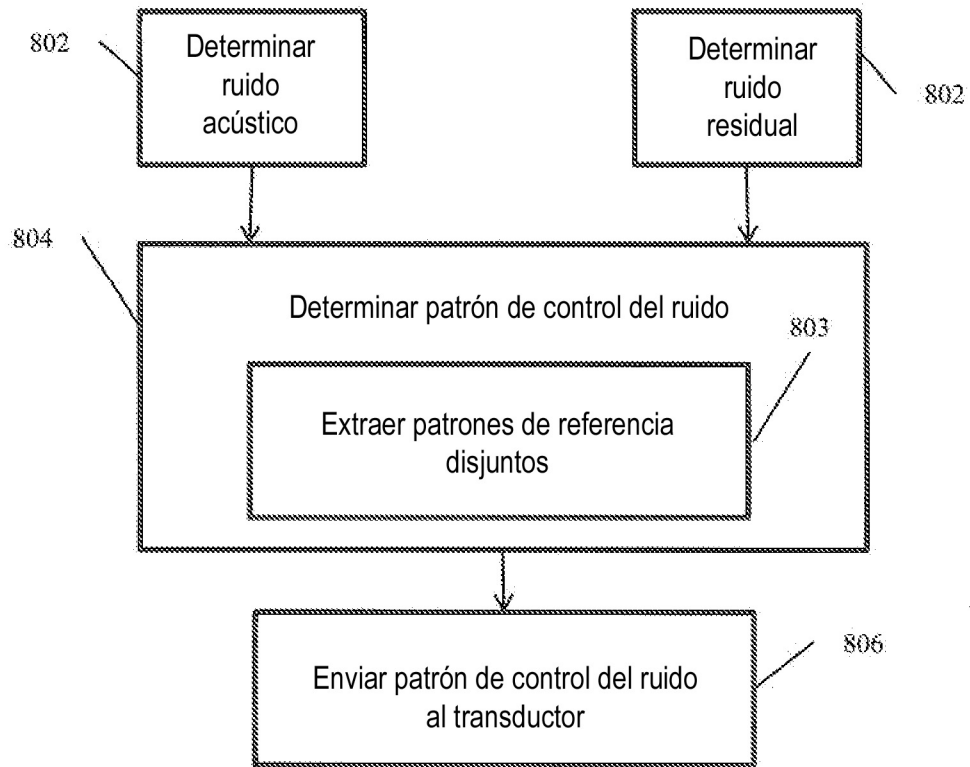 802
Determinar
ruido
acústico
Determinar
ruido
residual
802
804
Determinar patrón de control del ruido
803
Extraer patrones de referencia
disjuntos
Enviar patrón de control del ruido
al transductor
806